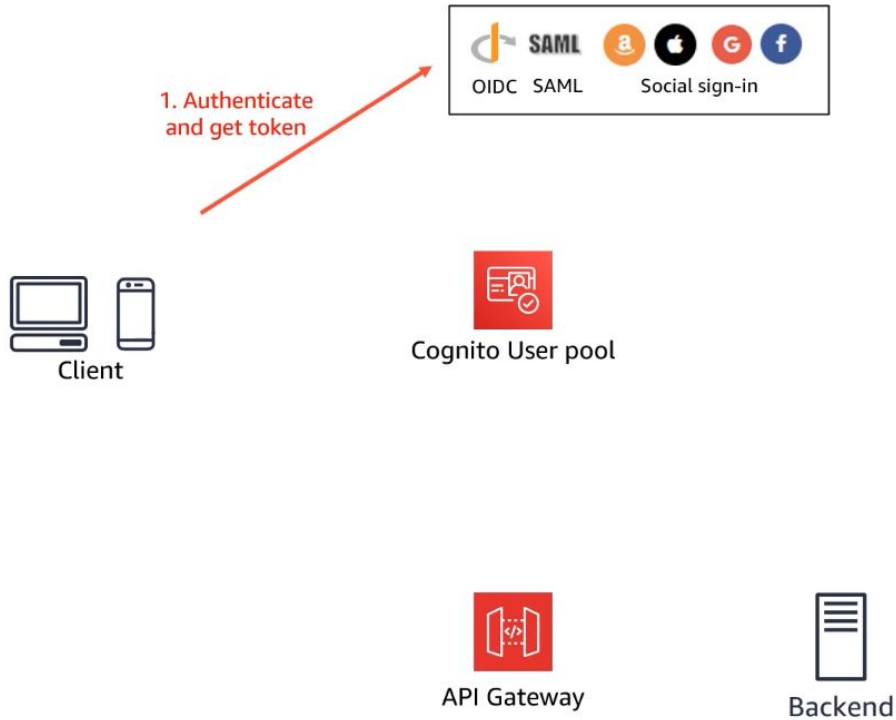 SAML
a
G
f
OIDC SAML Social sign-in
1. Authenticate
and get token
Client
Cognito User pool
</>
API Gateway
Backend